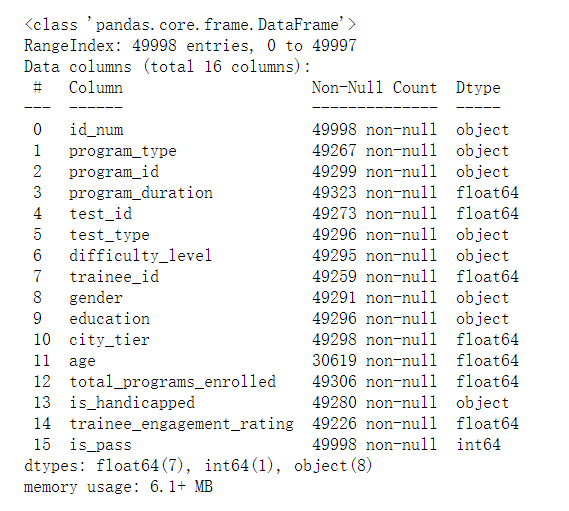 <class 'pandas.core.frame.DataFrame'>
RangeIndex: 49998 entries, 0 to 49997
Data columns (total 16 columns):
 #   Column                    Non-Null Count  Dtype
---  ------                    --------------  -----
 0   id_num                    49998 non-null  object
 1   program_type              49267 non-null  object
 2   program_id                49299 non-null  object
 3   program_duration          49323 non-null  float64
 4   test_id                   49273 non-null  float64
 5   test_type                 49296 non-null  object
 6   difficulty_level          49295 non-null  object
 7   trainee_id                49259 non-null  float64
 8   gender                    49291 non-null  object
 9   education                 49296 non-null  object
 10  city_tier                 49298 non-null  float64
 11  age                       30619 non-null  float64
 12  total_programs_enrolled   49306 non-null  float64
 13  is_handicapped            49280 non-null  object
 14  trainee_engagement_rating 49226 non-null  float64
 15  is_pass                   49998 non-null  int64
dtypes: float64(7), int64(1), object(8)
memory usage: 6.1+ MB